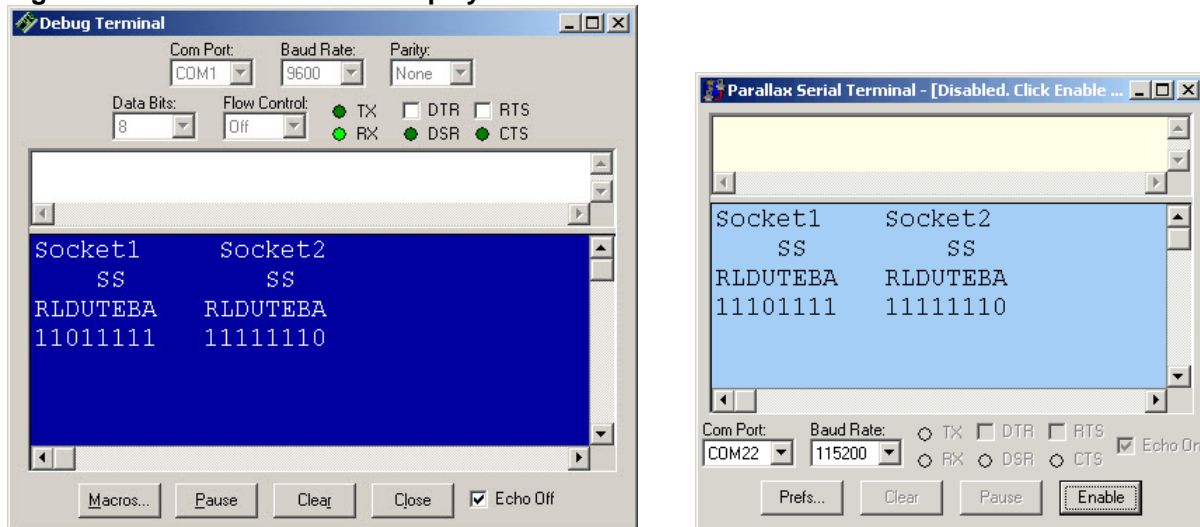 Debug Terminal
Com Port: Baud Rate: Parity:
COM1 9600 None
Data Bits: Flow Control: TX DTR RTS
8 Off RX DSR CTS
Socket1 Socket2
SS SS
RLDUTEBA RLDUTEBA
11011111 11111110
Macros... Pause Clear Close Echo Off
Parallax Serial Terminal - [Disabled. Click Enable ...
Socket1 Socket2
SS SS
RLDUTEBA RLDUTEBA
11101111 11111110
Com Port: Baud Rate: TX DTR RTS Echo On
COM22 115200 RX DSR CTS
Prefs... Clear Pause Enable